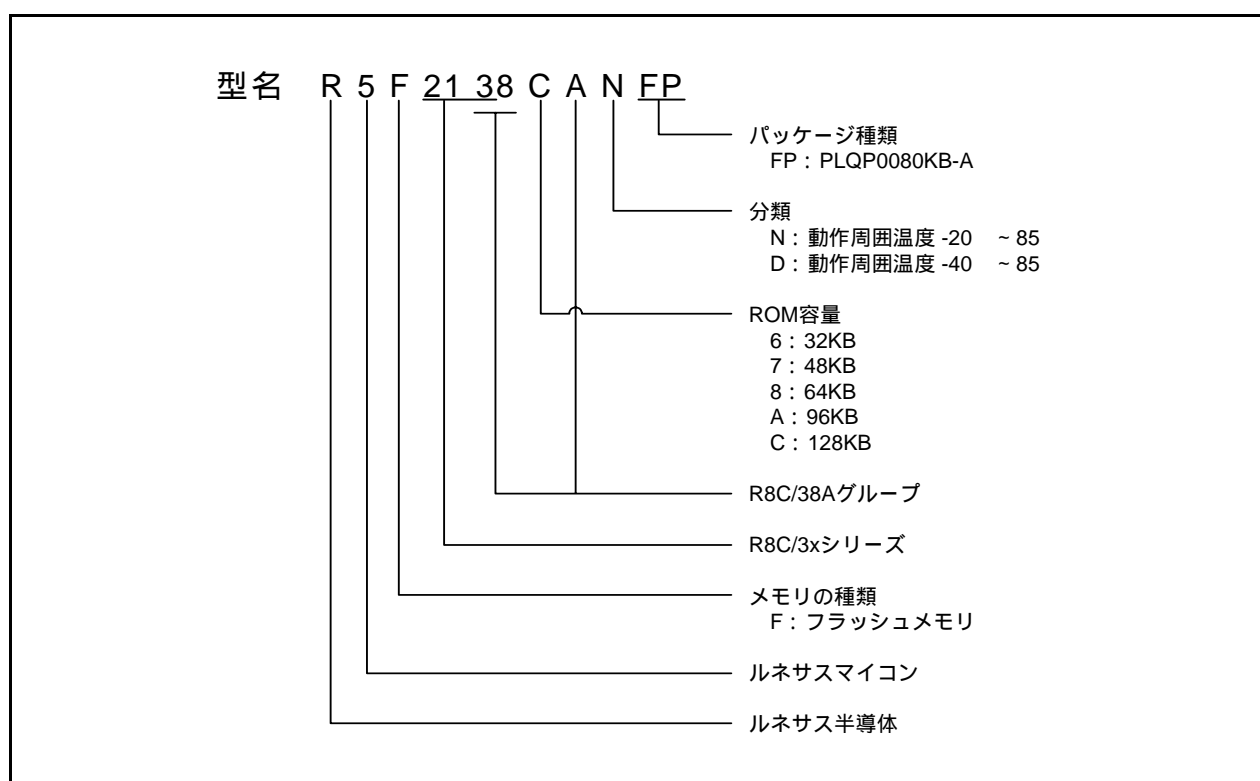 型名 R 5 F 21 38 C A N FP
パッケージ種類
FP : PLQP0080KB-A
分類
N : 動作周囲温度 -20 ~ 85
D : 動作周囲温度 -40 ~ 85
ROM容量
6 : 32KB
7 : 48KB
8 : 64KB
A : 96KB
C : 128KB
R8C/38Aグループ
R8C/3xシリーズ
メモリの種類
F : フラッシュメモリ
ルネサスマイコン
ルネサス半導体